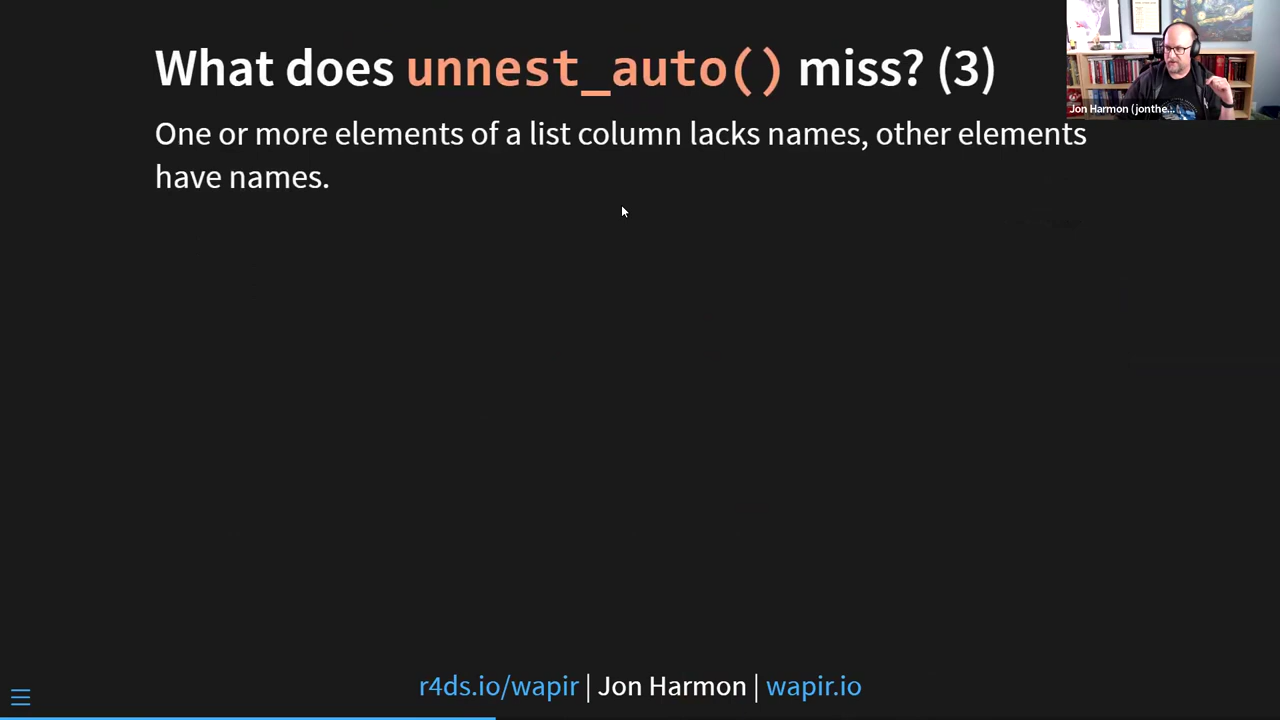 What does unnest_auto() miss? (3)
One or more elements of a list column lacks names, other elements
have names.
Jon Harmon (jonthe...
r4ds.io/wapir | Jon Harmon | wapir.io